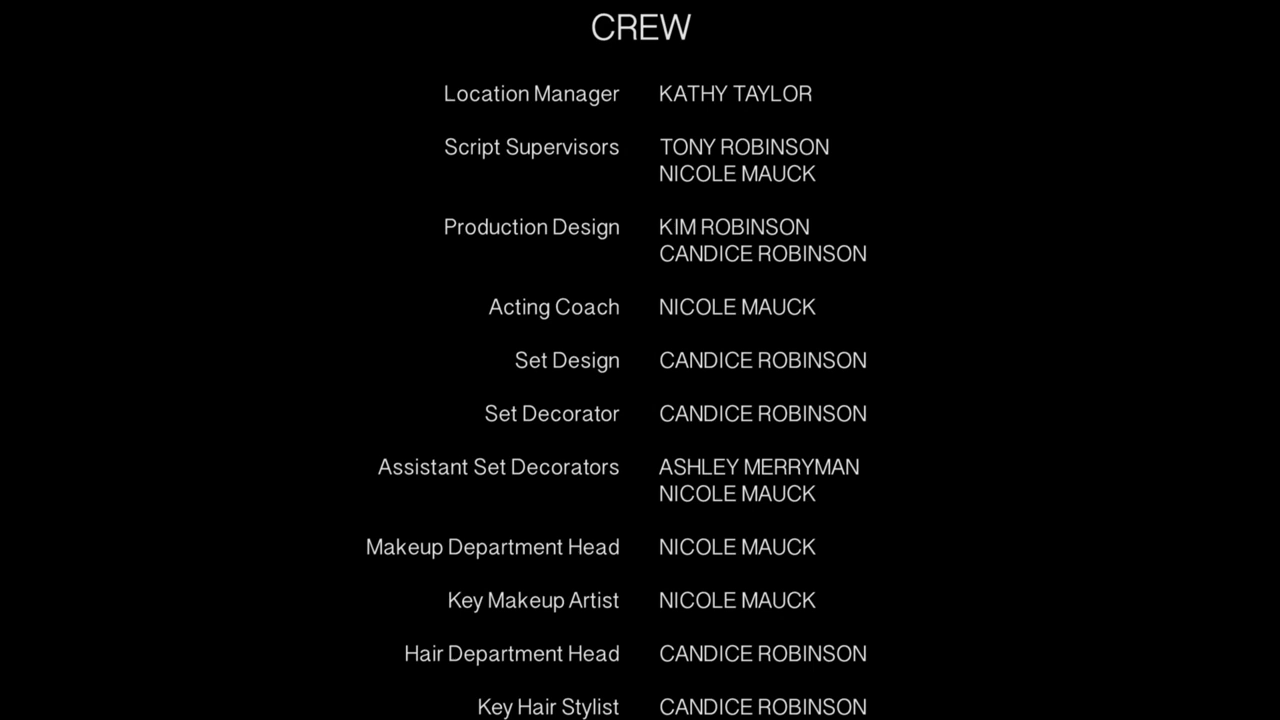 CREW
Location Manager KATHY TAYLOR
Script Supervisors TONY ROBINSON
NICOLE MAUCK
Production Design KIM ROBINSON
CANDICE ROBINSON
Acting Coach NICOLE MAUCK
Set Design CANDICE ROBINSON
Set Decorator CANDICE ROBINSON
Assistant Set Decorators ASHLEY MERRYMAN
NICOLE MAUCK
Makeup Department Head NICOLE MAUCK
Key Makeup Artist NICOLE MAUCK
Hair Department Head CANDICE ROBINSON
Key Hair Stylist CANDICE ROBINSON